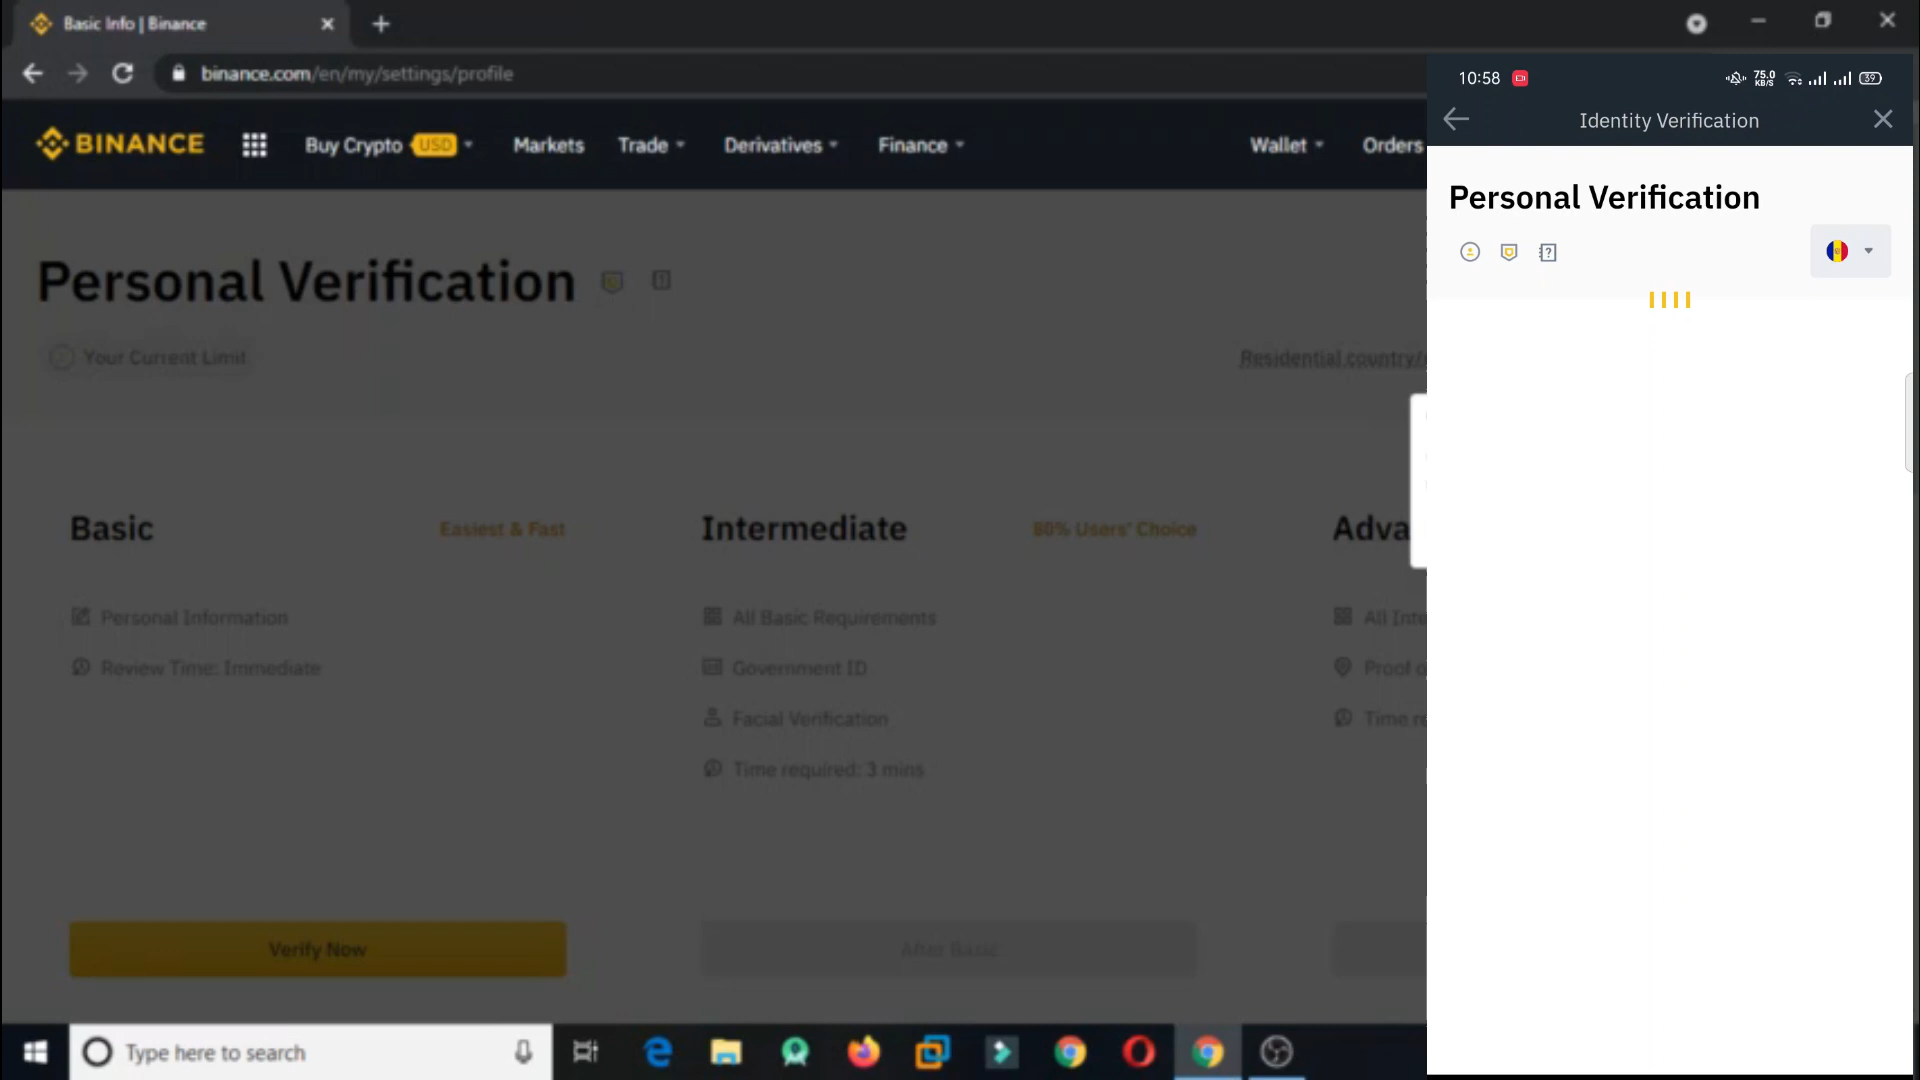 Basic Info | Binance
binance.com/en/my/settings/profile
BINANCE
Buy Crypto USD
Markets
Trade
Derivatives
Finance
Wallet
Orders
Personal Verification
Your Current Limit
Residential country/
Basic
Easiest & Fast
Personal Information
Review Time: Immediate
Verify Now
Intermediate
80% Users' Choice
All Basic Requirements
Government ID
Facial Verification
Time required: 3 mins
After Basic
Adva
All Inte
Proof o
Time re
Type here to search
10:58
75.0
KB/S
39
Identity Verification
Personal Verification